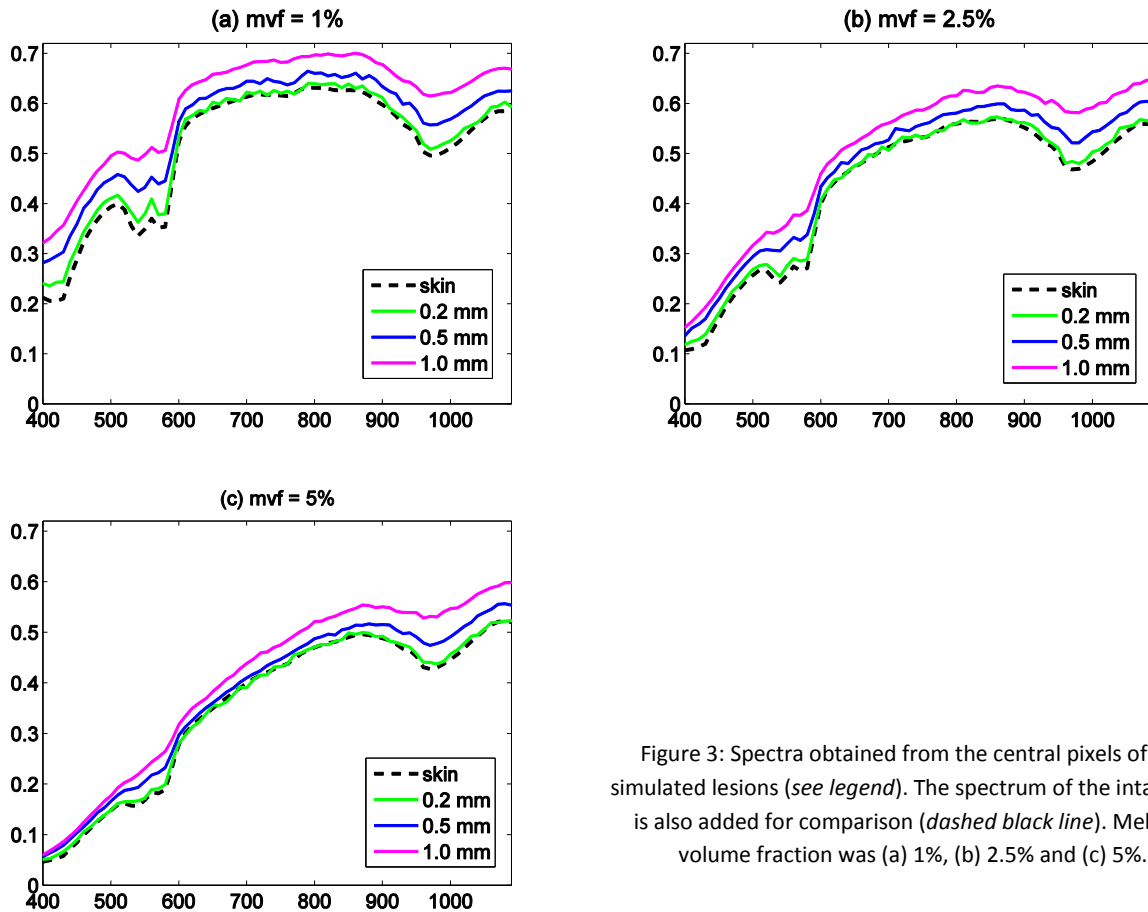 (a) mvf = 1%
0.7
0.6
0.5
0.4
0.3
0.2
0.1
0
400 500 600 700 800 900 1000
skin
0.2 mm
0.5 mm
1.0 mm
(b) mvf = 2.5%
0.7
0.6
0.5
0.4
0.3
0.2
0.1
0
400 500 600 700 800 900 1000
skin
0.2 mm
0.5 mm
1.0 mm
(c) mvf = 5%
0.7
0.6
0.5
0.4
0.3
0.2
0.1
0
400 500 600 700 800 900 1000
skin
0.2 mm
0.5 mm
1.0 mm
Figure 3: Spectra obtained from the central pixels of
simulated lesions (see legend). The spectrum of the inta
is also added for comparison (dashed black line). Mel
volume fraction was (a) 1%, (b) 2.5% and (c) 5%.